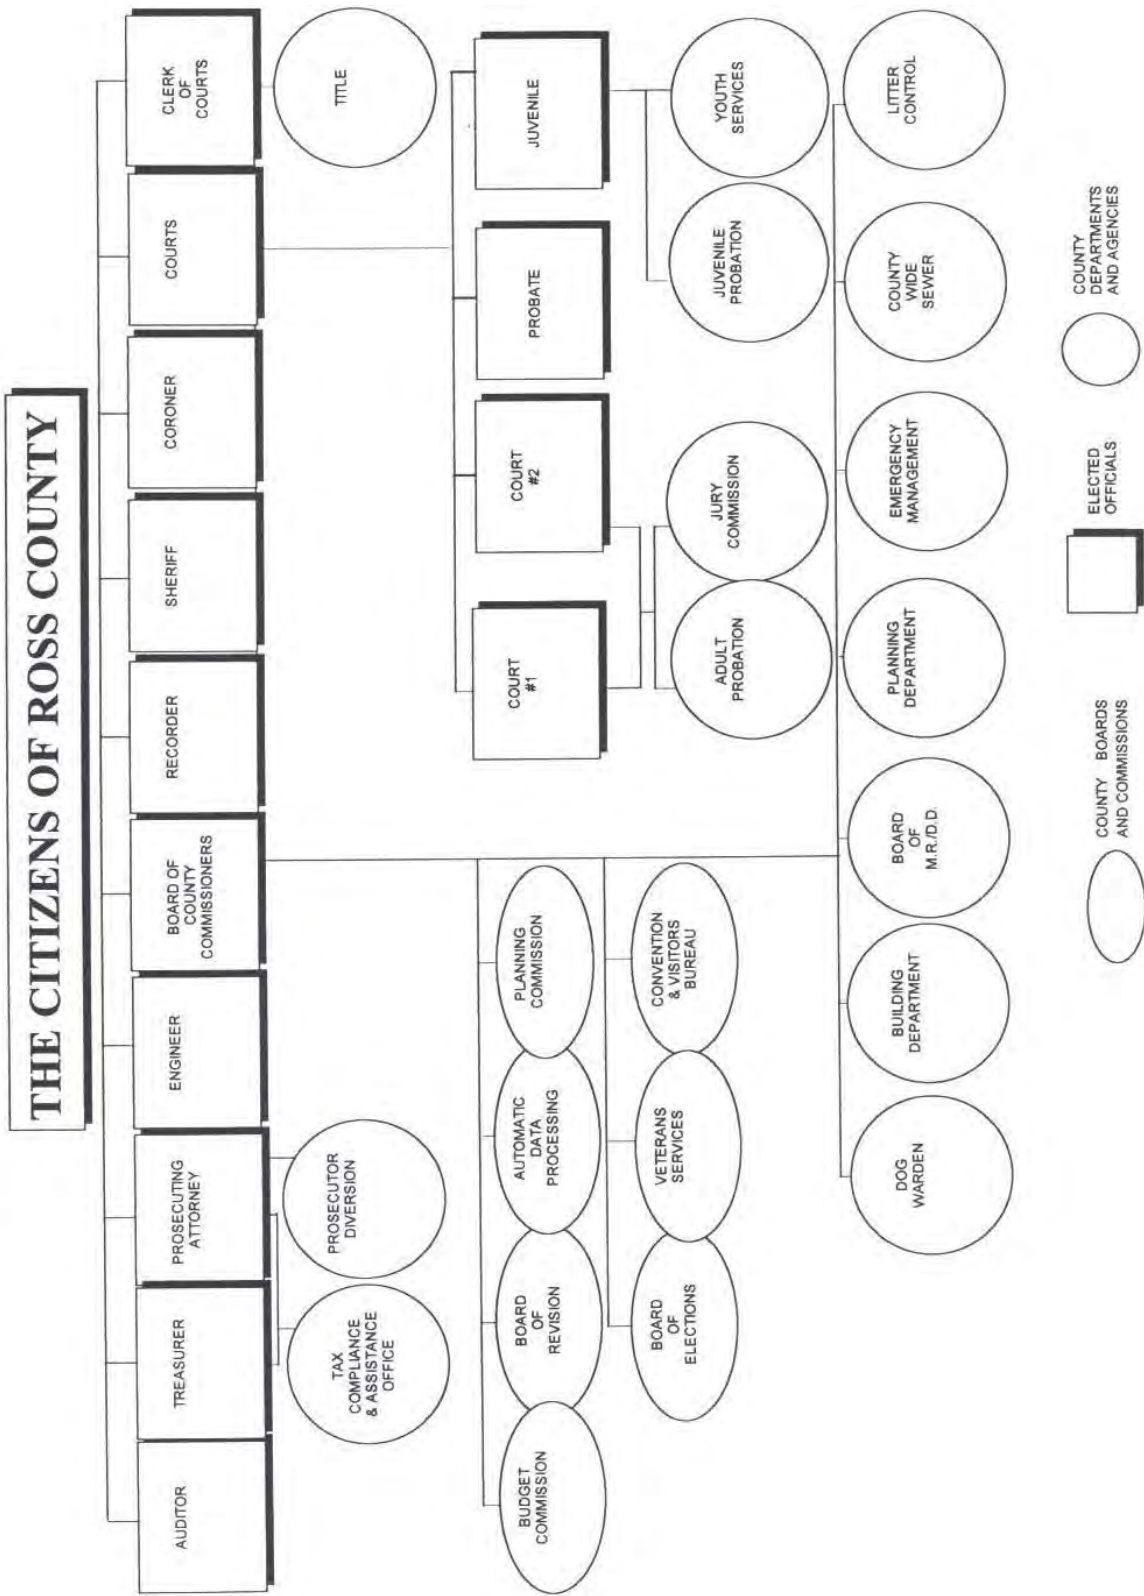 THE CITIZENS OF ROSS COUNTY
AUDITOR
TREASURER
PROSECUTING
ATTORNEY
ENGINEER
BOARD OF
COUNTY
COMMISSIONERS
RECORDER
SHERIFF
CORONER
COURTS
CLERK
OF
COURTS
TAX
COMPLIANCE
& ASSISTANCE
OFFICE
PROSECUTOR
DIVERSION
TITLE
BUDGET
COMMISSION
BOARD
OF
REVISION
AUTOMATIC
DATA
PROCESSING
PLANNING
COMMISSION
COURT
#1
COURT
#2
PROBATE
JUVENILE
BOARD
OF
ELECTIONS
VETERANS
SERVICES
CONVENTION
& VISITORS
BUREAU
ADULT
PROBATION
JURY
COMMISSION
JUVENILE
PROBATION
YOUTH
SERVICES
DOG
WARDEN
BUILDING
DEPARTMENT
BOARD
OF
M.R./D.D.
PLANNING
DEPARTMENT
EMERGENCY
MANAGEMENT
COUNTY
WIDE
SEWER
LITTER
CONTROL
COUNTY BOARDS
AND COMMISSIONS
ELECTED
OFFICIALS
COUNTY
DEPARTMENTS
AND AGENCIES